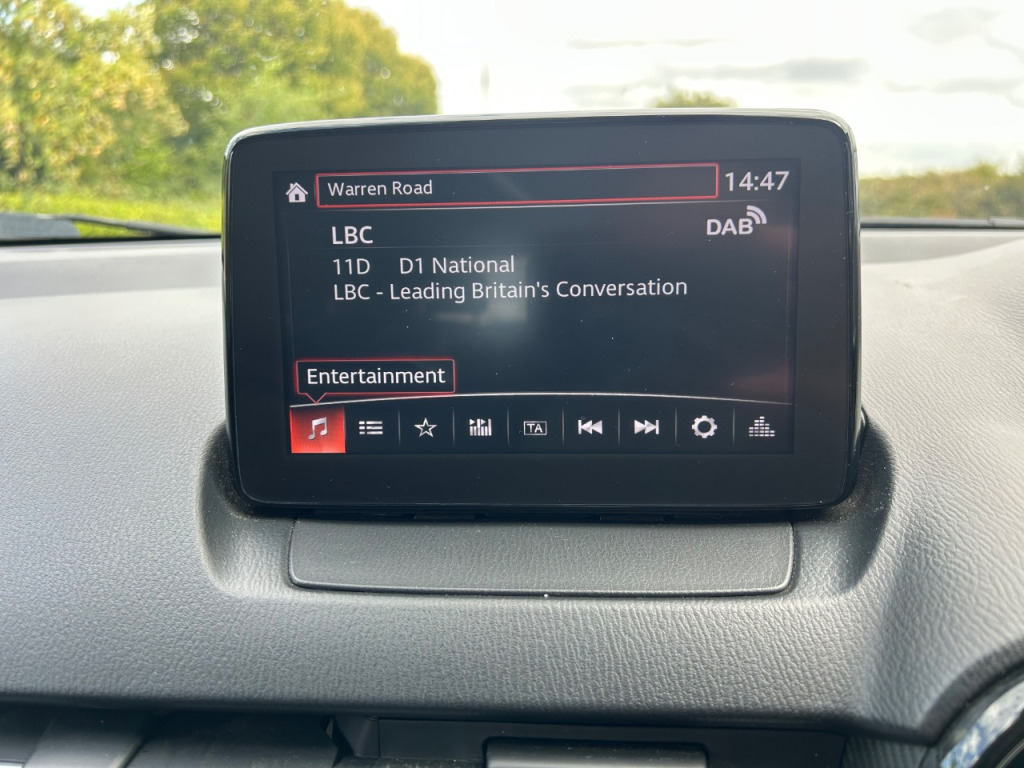 Warren Road
14:47
LBC
DAB
11D D1 National
LBC - Leading Britain's Conversation
Entertainment
TA